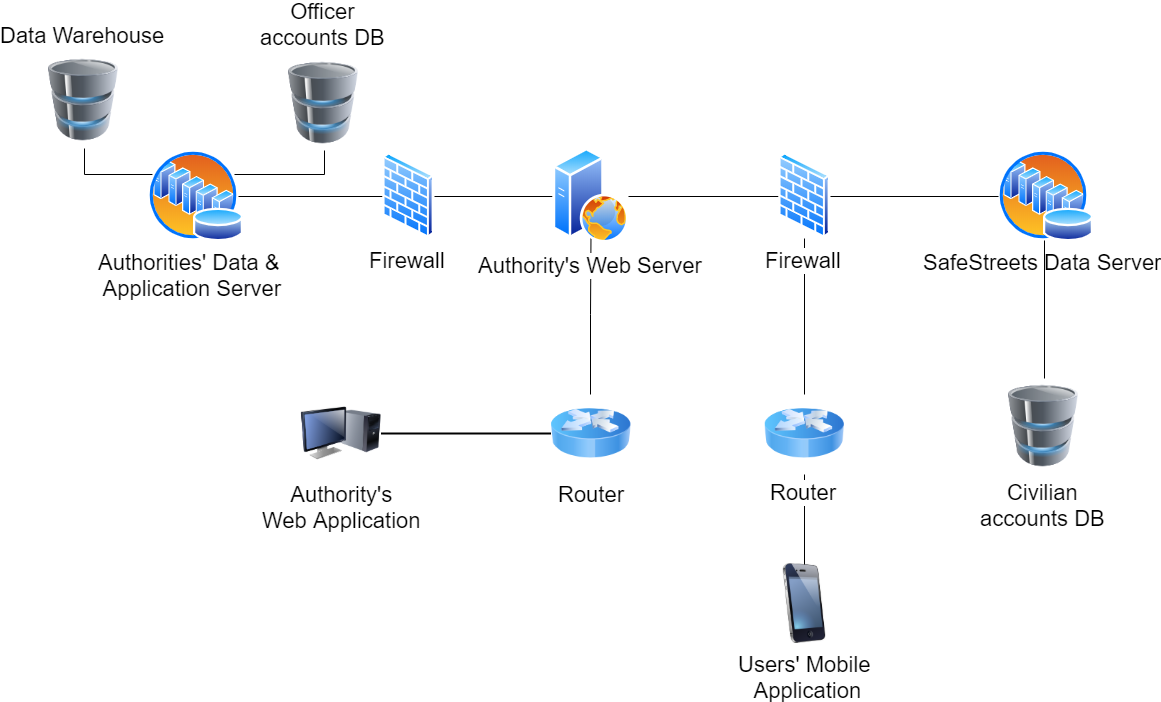 Data Warehouse
Officer
accounts DB
Authorities' Data &
Application Server
Firewall
Authority's Web Server
Firewall
SafeStreets Data Server
Authority's
Web Application
Router
Router
Civilian
accounts DB
Users' Mobile
Application